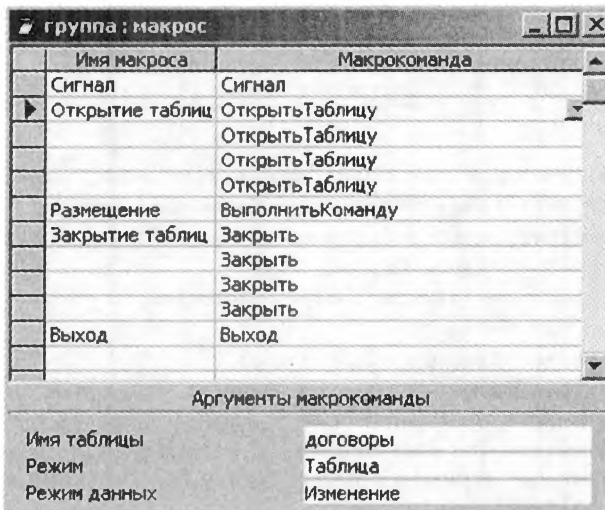 группа : макрос
Имя макроса Макрокоманда
Сигнал Сигнал
Открытие таблиц ОткрытьТаблицу
ОткрытьТаблицу
ОткрытьТаблицу
ОткрытьТаблицу
Размещение ВыполнитьКоманду
Закрытие таблиц Закрыть
Закрыть
Закрыть
Закрыть
Выход Выход
Аргументы макрокоманды
Имя таблицы договоры
Режим Таблица
Режим данных Изменение